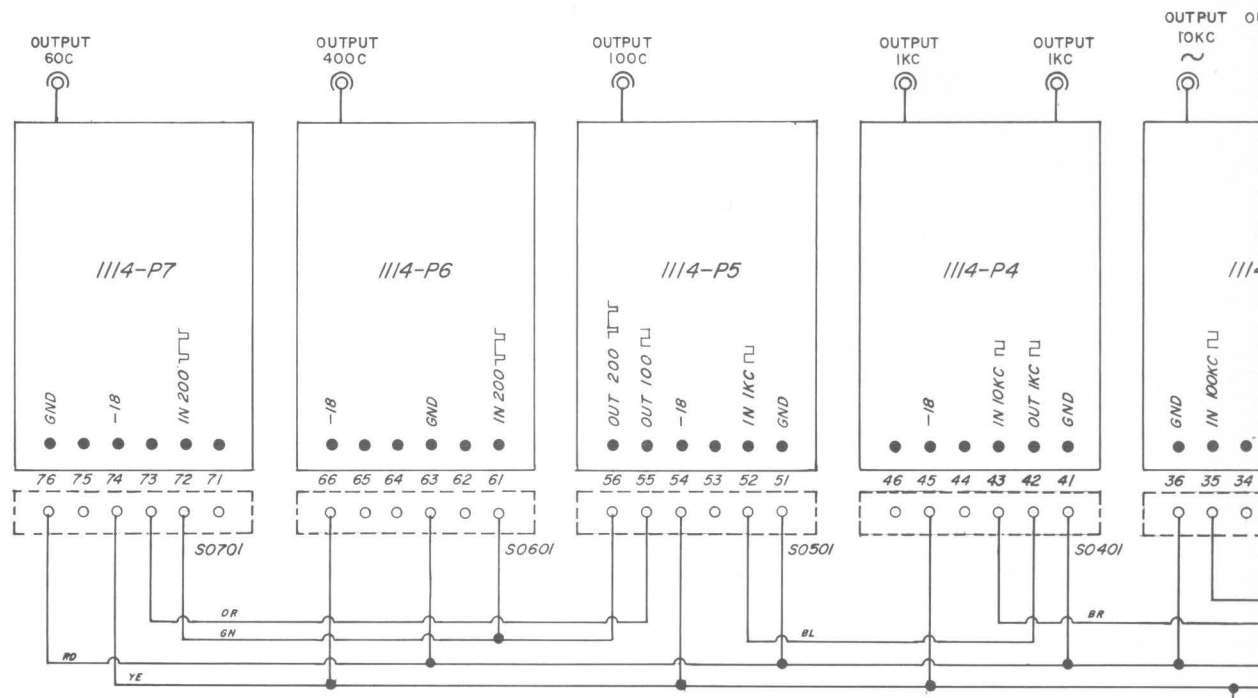 OUTPUT
60C
OUTPUT
400C
OUTPUT
100C
OUTPUT
1KC
OUTPUT
1KC
OUTPUT
10KC
~
1114-P7
1114-P6
1114-P5
1114-P4
GND
-18
IN 200
-18
GND
IN 200
OUT 200
OUT 100
-18
IN 1KC
GND
-18
IN 10KC
OUT 1KC
GND
GND
IN 100KC
76 75 74 73 72 71
66 65 64 63 62 61
56 55 54 53 52 51
46 45 44 43 42 41
36 35 34
SO701
SO601
SO501
SO401
OR
GN
BL
BR
RD
YE